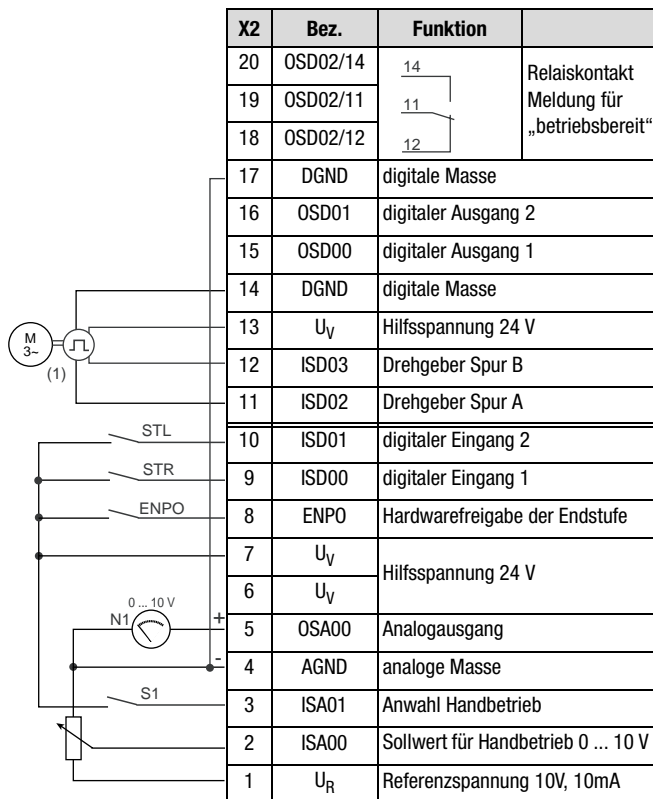 X2 Bez. Funktion
20 OSD02/14 14 Relaiskontakt
19 OSD02/11 11 Meldung für
18 OSD02/12 12 „betriebsbereit“
17 DGND digitale Masse
16 OSD01 digitaler Ausgang 2
15 OSD00 digitaler Ausgang 1
14 DGND digitale Masse
M
3~
(1)
13 UV Hilfsspannung 24 V
12 ISD03 Drehgeber Spur B
11 ISD02 Drehgeber Spur A
STL 10 ISD01 digitaler Eingang 2
STR 9 ISD00 digitaler Eingang 1
ENPO 8 ENPO Hardwarefreigabe der Endstufe
7 UV Hilfsspannung 24 V
6 UV
0 ... 10 V
N1 + 5 OSA00 Analogausgang
- 4 AGND analoge Masse
S1 3 ISA01 Anwahl Handbetrieb
2 ISA00 Sollwert für Handbetrieb 0 ... 10 V
1 UR Referenzspannung 10V, 10mA